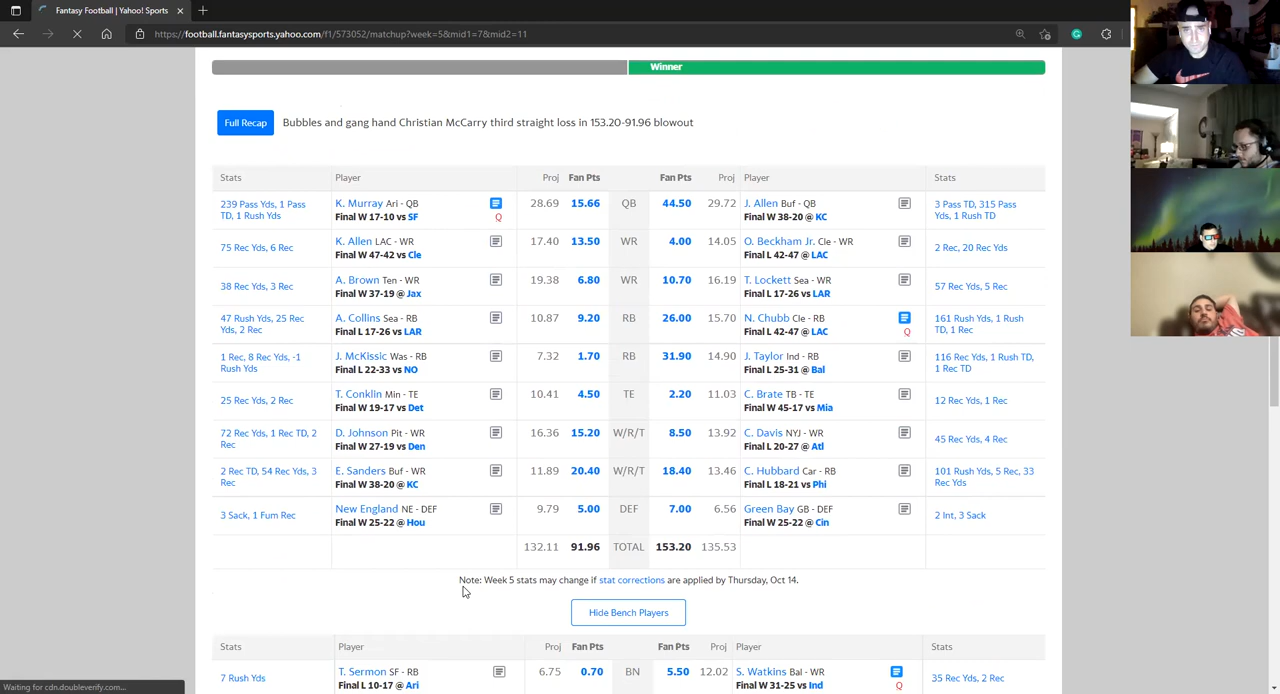 Fantasy Football | Yahoo! Sports
https://football.fantasysports.yahoo.com/f1/573052/matchup?week=5&mid1=7&mid2=11
Winner
Full Recap Bubbles and gang hand Christian McCarry third straight loss in 153.20-91.96 blowout
Stats Player Proj Fan Pts Fan Pts Proj Player Stats
239 Pass Yds, 1 Pass K. Murray Ari - QB 28.69 15.66 QB 44.50 29.72 J. Allen Buf - QB 3 Pass TD, 315 Pass
TD, 1 Rush Yds Final W 17-10 vs SF Q Final W 38-20 @ KC Yds, 1 Rush TD
75 Rec Yds, 6 Rec K. Allen LAC - WR 17.40 13.50 WR 4.00 14.05 O. Beckham Jr. Cle - WR 2 Rec, 20 Rec Yds
Final W 47-42 vs Cle Final L 42-47 @ LAC
38 Rec Yds, 3 Rec A. Brown Ten - WR 19.38 6.80 WR 10.70 16.19 T. Lockett Sea - WR 57 Rec Yds, 5 Rec
Final W 37-19 @ Jax Final L 17-26 vs LAR
47 Rush Yds, 25 Rec A. Collins Sea - RB 10.87 9.20 RB 26.00 15.70 N. Chubb Cle - RB 161 Rush Yds, 1 Rush
Yds, 2 Rec Final L 17-26 vs LAR Final L 42-47 @ LAC Q TD, 1 Rec
1 Rec, 8 Rec Yds, -1 J. McKissic Was - RB 7.32 1.70 RB 31.90 14.90 J. Taylor Ind - RB 116 Rec Yds, 1 Rush TD,
Rush Yds Final L 22-33 vs NO Final L 25-31 @ Bal 1 Rec TD
25 Rec Yds, 2 Rec T. Conklin Min - TE 10.41 4.50 TE 2.20 11.03 C. Brate TB - TE 12 Rec Yds, 1 Rec
Final W 19-17 vs Det Final W 45-17 vs Mia
72 Rec Yds, 1 Rec TD, 2 D. Johnson Pit - WR 16.36 15.20 W/R/T 8.50 13.92 C. Davis NYJ - WR 45 Rec Yds, 4 Rec
Rec Final W 27-19 vs Den Final L 20-27 @ Atl
2 Rec TD, 54 Rec Yds, 3 E. Sanders Buf - WR 11.89 20.40 W/R/T 18.40 13.46 C. Hubbard Car - RB 101 Rush Yds, 5 Rec, 33
Rec Final W 38-20 @ KC Final L 18-21 vs Phi Rec Yds
3 Sack, 1 Fum Rec New England NE - DEF 9.79 5.00 DEF 7.00 6.56 Green Bay GB - DEF 2 Int, 3 Sack
Final W 25-22 @ Hou Final W 25-22 @ Cin
132.11 91.96 TOTAL 153.20 135.53
Note: Week 5 stats may change if stat corrections are applied by Thursday, Oct 14.
Hide Bench Players
Stats Player Proj Fan Pts Fan Pts Proj Player Stats
7 Rush Yds T. Sermon SF - RB 6.75 0.70 BN 5.50 12.02 S. Watkins Bal - WR 35 Rec Yds, 2 Rec
Final L 10-17 @ Ari Final W 31-25 vs Ind Q
Waiting for cdn.doubleverify.com...